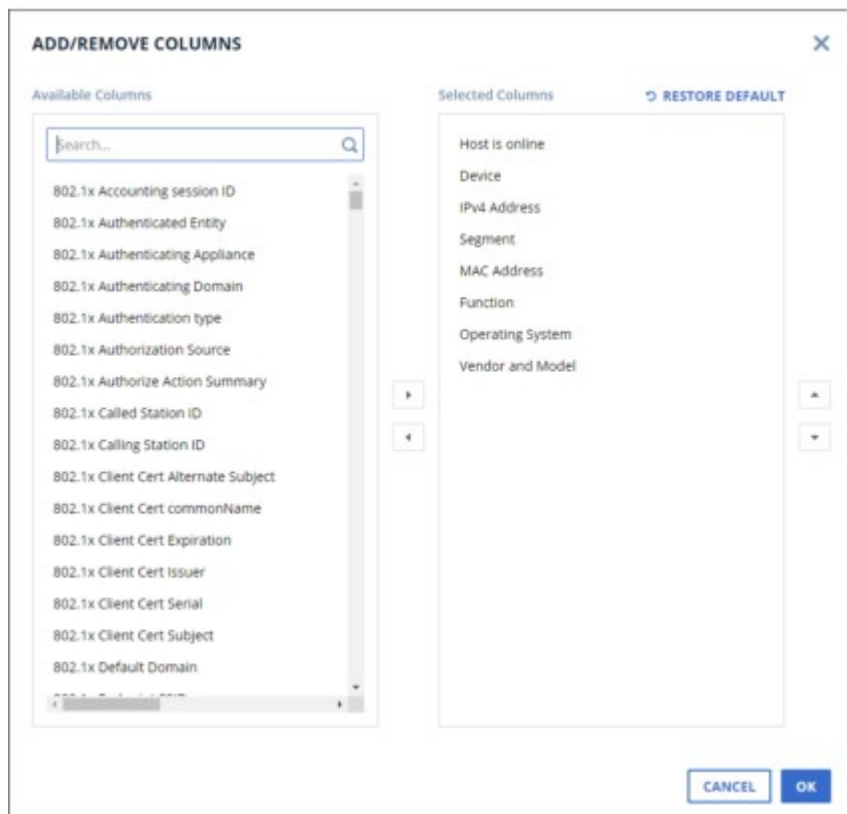 ADD/REMOVE COLUMNS
Available Columns
Search...
802.1x Accounting session ID
802.1x Authenticated Entity
802.1x Authenticating Appliance
802.1x Authenticating Domain
802.1x Authentication type
802.1x Authorization Source
802.1x Authorize Action Summary
802.1x Called Station ID
802.1x Calling Station ID
802.1x Client Cert Alternate Subject
802.1x Client Cert commonName
802.1x Client Cert Expiration
802.1x Client Cert Issuer
802.1x Client Cert Serial
802.1x Client Cert Subject
802.1x Default Domain
Selected Columns
RESTORE DEFAULT
Host is online
Device
IPv4 Address
Segment
MAC Address
Function
Operating System
Vendor and Model
CANCEL
OK